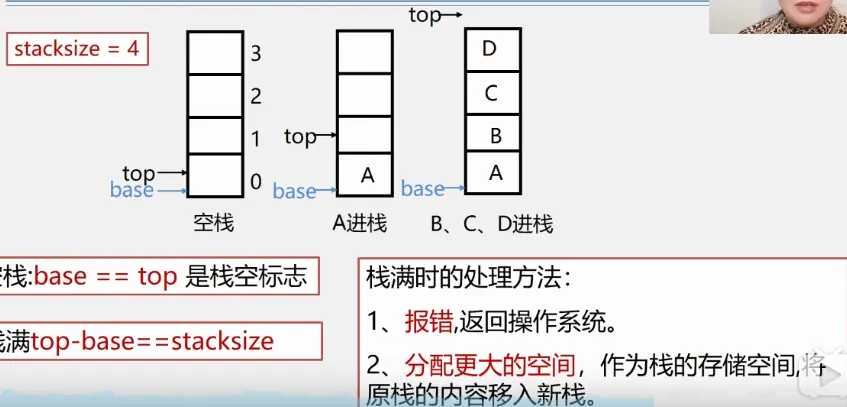 top
stacksize = 4
3
D
2
C
1
top
B
top
base
0
base
A
base
A
空栈
A进栈
B、C、D进栈
空栈:base == top 是栈空标志
栈满top-base==stacksize
栈满时的处理方法：
1、报错,返回操作系统。
2、分配更大的空间，作为栈的存储空间,将
原栈的内容移入新栈。